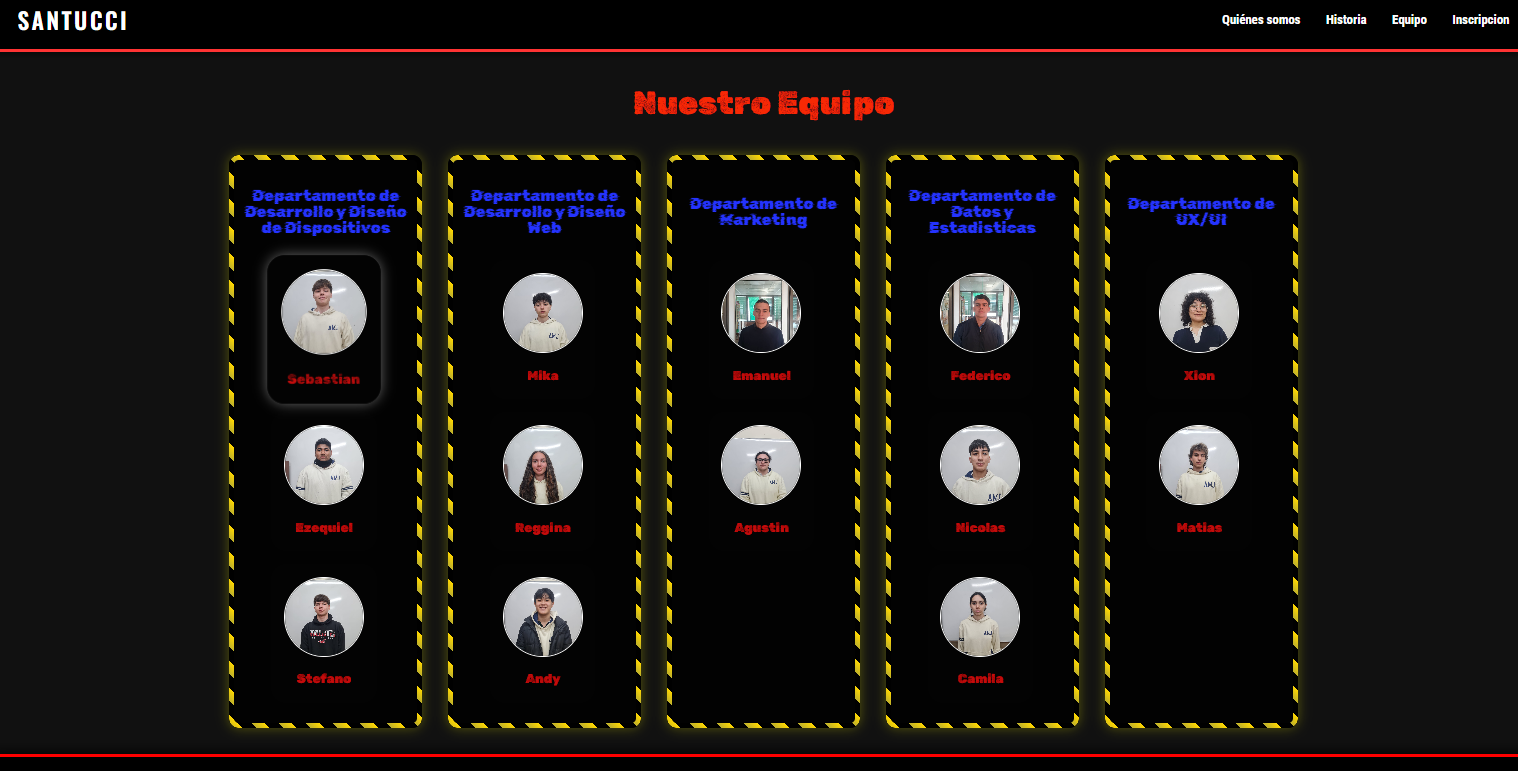 SANTUCCI
Quiénes somos Historia Equipo Inscripcion
Nuestro Equipo
Departamento de
Desarrollo y Diseño
de Dispositivos
Sebastian
Ezequiel
Stefano
Departamento de
Desarrollo y Diseño
Web
Mika
Reggina
Andy
Departamento de
Marketing
Emanuel
Agustin
Departamento de
Datos y
Estadisticas
Federico
Nicolas
Camila
Departamento de
UX/UI
Xion
Matias